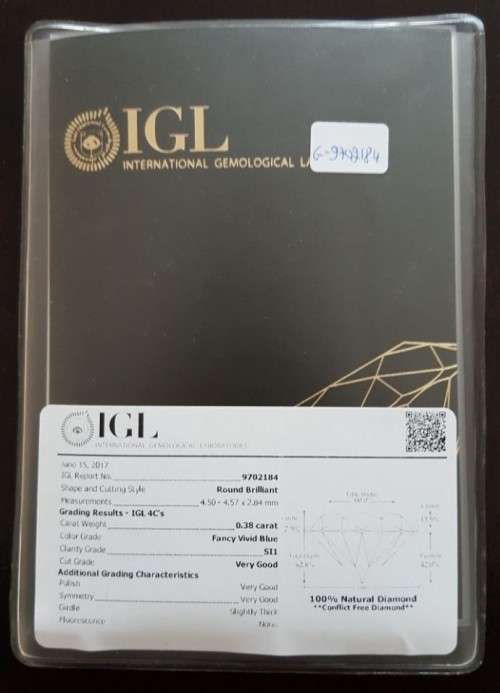 IGL
INTERNATIONAL GEMOLOGICAL
G-9702184
IGL
INTERNATIONAL GEMOLOGICAL LABORATORIES
June 15, 2017
IGL Report No. 9702184
Shape and Cutting Style Round Brilliant
Measurements 4.50 - 4.57 x 2.84 mm
Grading Results - IGL 4C's
Carat Weight 0.38 carat
Color Grade Fancy Vivid Blue
Clarity Grade SI1
Cut Grade Very Good
Additional Grading Characteristics
Polish Very Good
Symmetry Very Good
Girdle Slightly Thick
Fluorescence None
100% Natural Diamond
**Conflict Free Diamond**